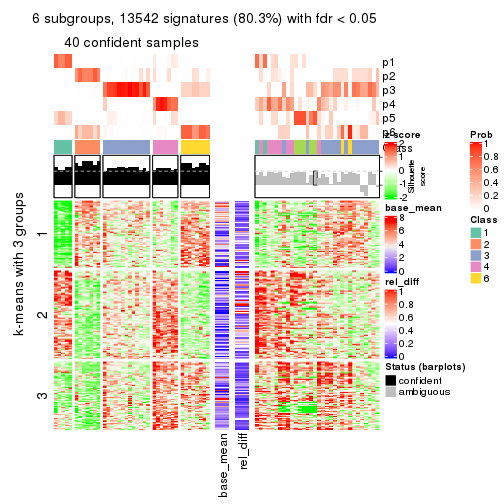 6 subgroups, 13542 signatures (80.3%) with fdr < 0.05
40 confident samples
p1
p2
p3
p4
p5
p6
Class
k-means with 3 groups
1
2
3
base_mean
rel_diff
z-score
2
1
0
-1
-2
Silhouette
score
base_mean
8
6
4
2
0
rel_diff
1
0.8
0.6
0.4
0.2
0
Status (barplots)
confident
ambiguous
Prob
1
0.8
0.6
0.4
0.2
0
Class
1
2
3
4
6